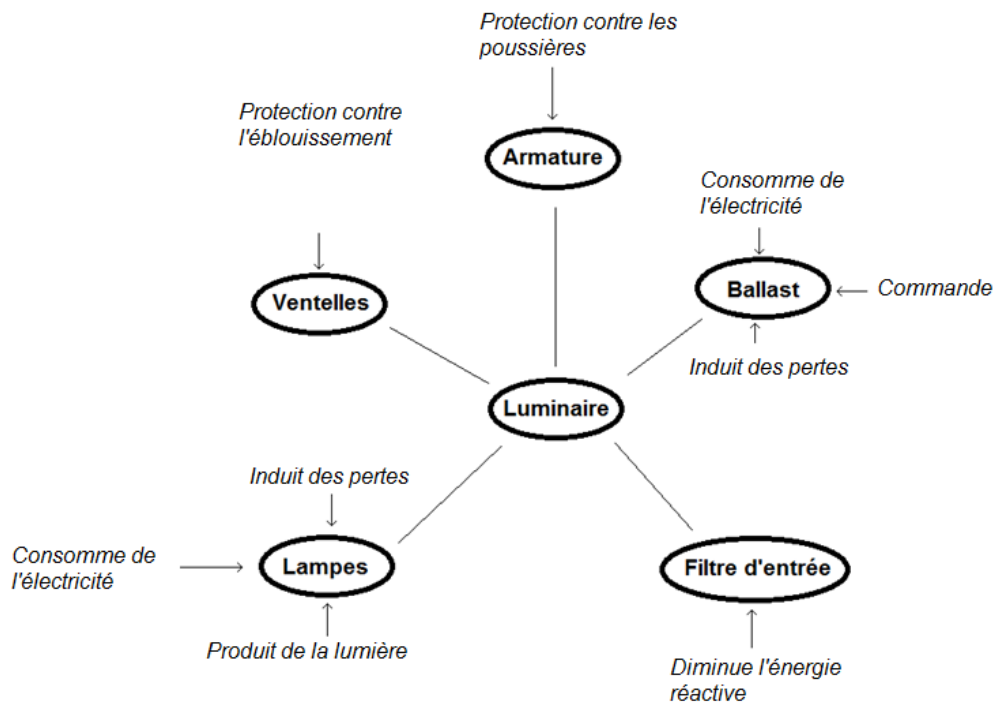 Protection contre les
poussières
Protection contre
l'éblouissement
Armature
Consomme de
l'électricité
Ventelles
Ballast
Commande
Induit des pertes
Luminaire
Induit des pertes
Consomme de
l'électricité
Lampes
Filtre d'entrée
Produit de la lumière
Diminue l'énergie
réactive